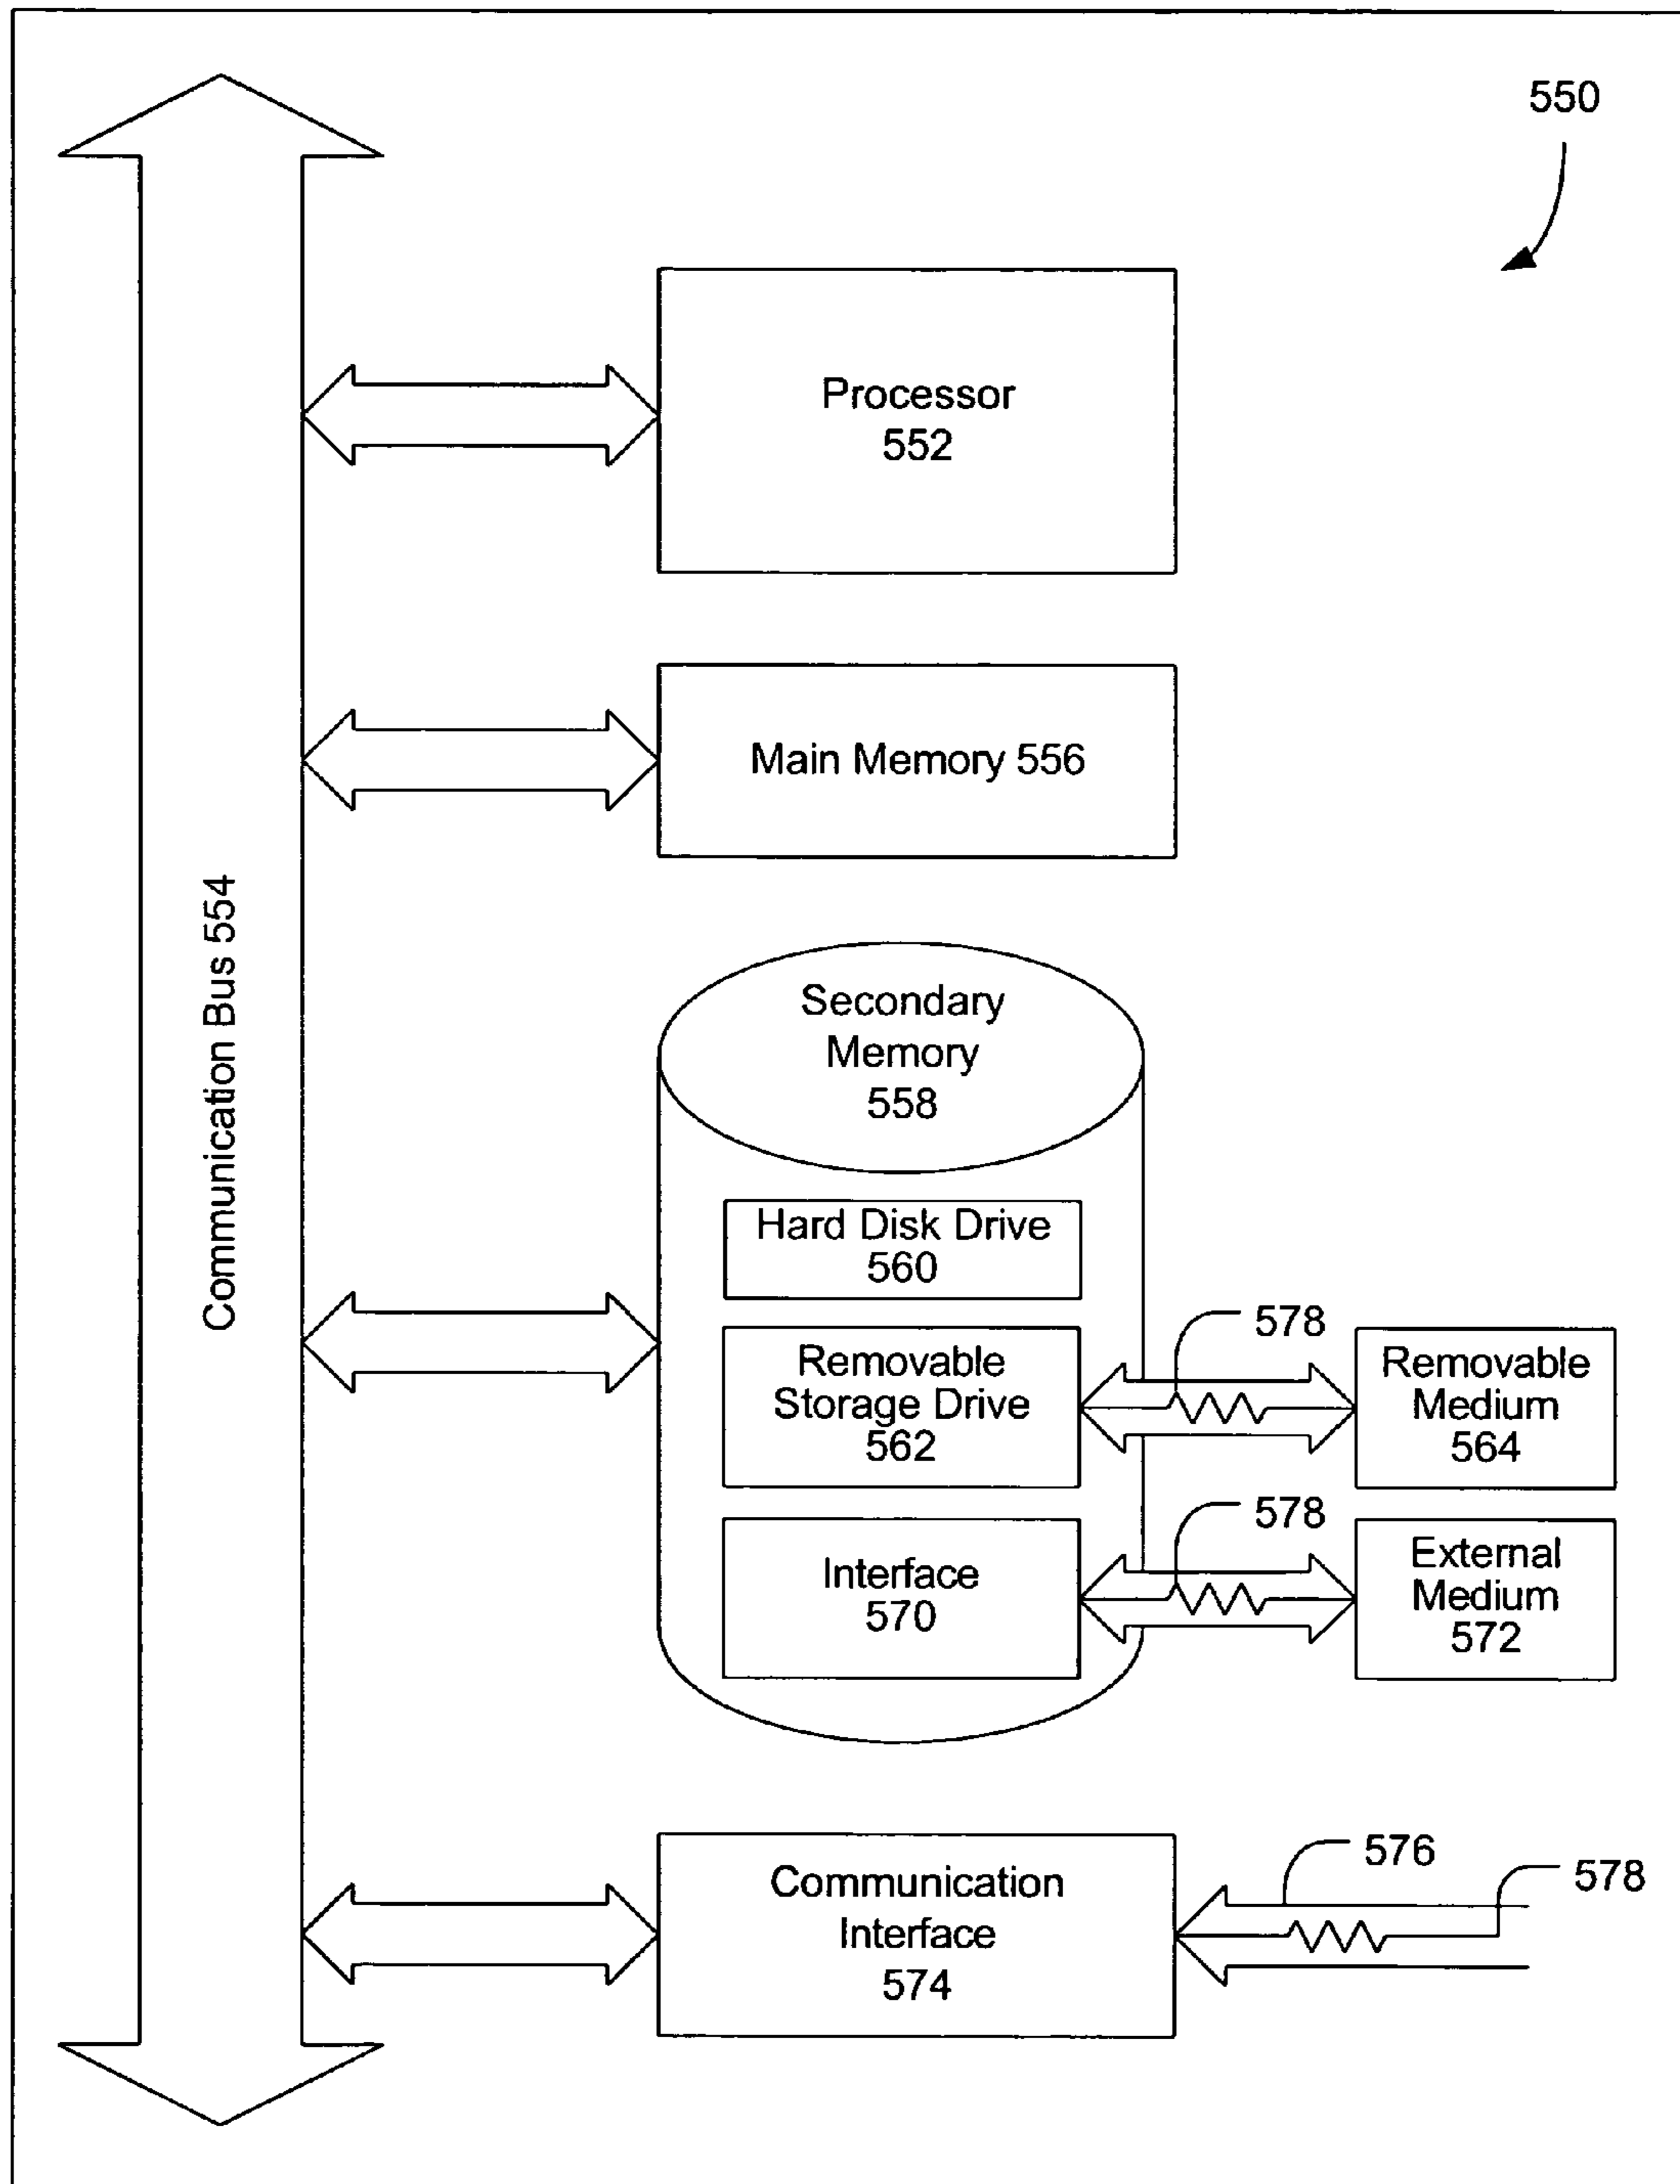 550
Processor
552
Main Memory 556
Communication Bus 554
Secondary
Memory
558
Hard Disk Drive
560
578
Removable
Storage Drive
562
Removable
Medium
564
578
Interface
570
External
Medium
572
576
578
Communication
Interface
574